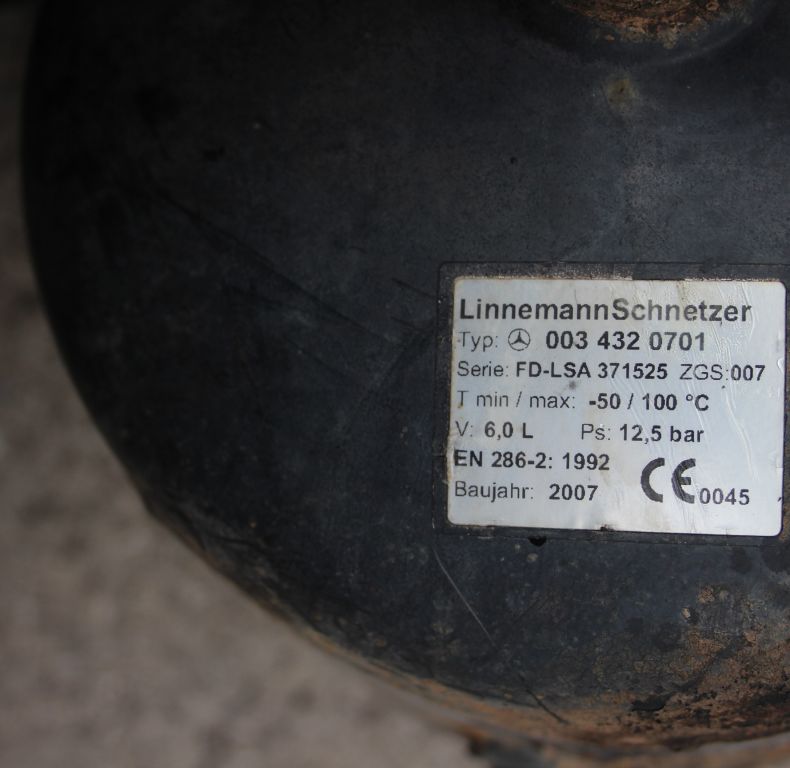 LinnemannSchnetzer
Typ: 003 432 0701
Serie: FD-LSA 371525 ZGS:007
T min / max: -50 / 100 °C
V: 6,0 L Ps: 12,5 bar
EN 286-2: 1992
Baujahr: 2007 CE 0045